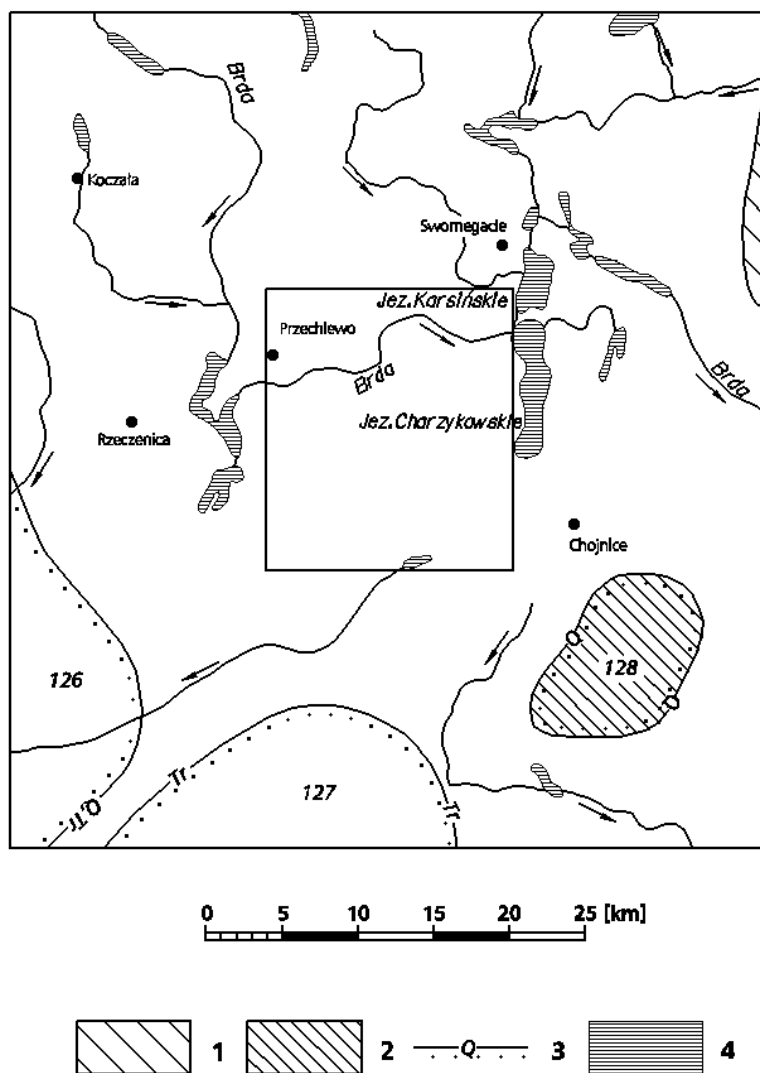 Brda
Koczała
Swornegacie
Jez. Karsińskie
Przechlewo
Brda
Brda
Jez. Charzykowskie
Rzeczenica
Chojnice
Q
128
Q
126
127
Tr
Q,Tr
Tr
0 5 10 15 20 25 [km]
1 2 Q 3 4